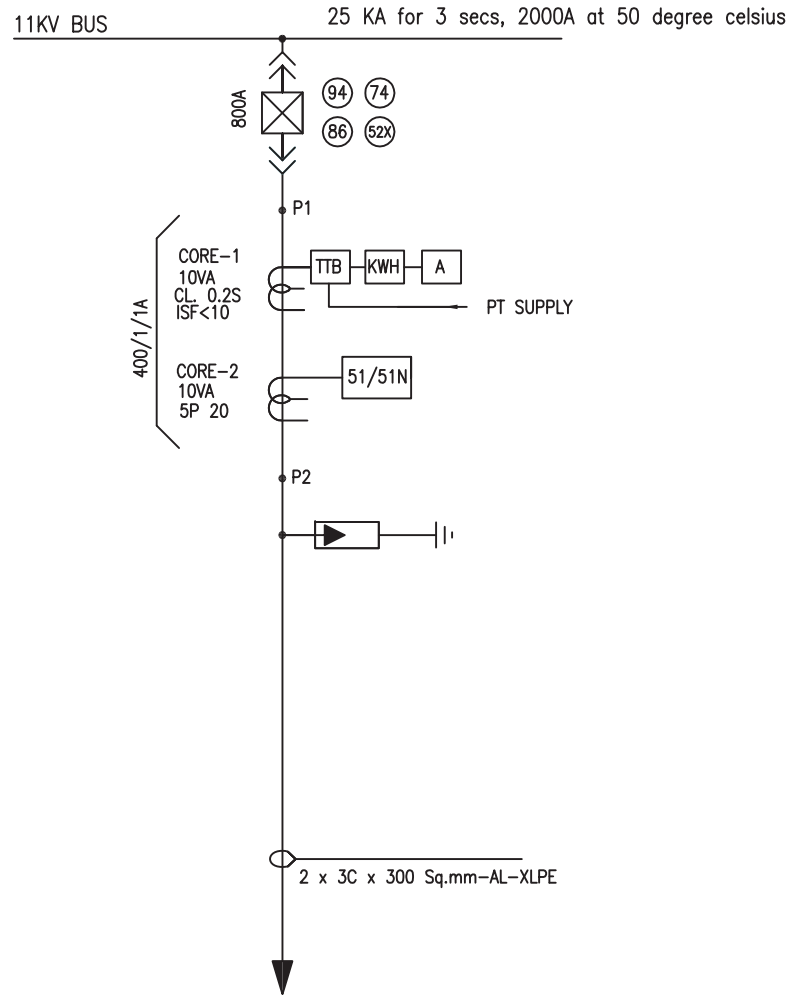 25 KA for 3 secs, 2000A at 50 degree celsius
11KV BUS
800A
94 74
86 52X
P1
400/1/1A
CORE-1
10VA
CL. 0.2S
ISF<10
TTB KWH A
PT SUPPLY
CORE-2
10VA
5P 20
51/51N
P2
2 x 3C x 300 Sq.mm-AL-XLPE